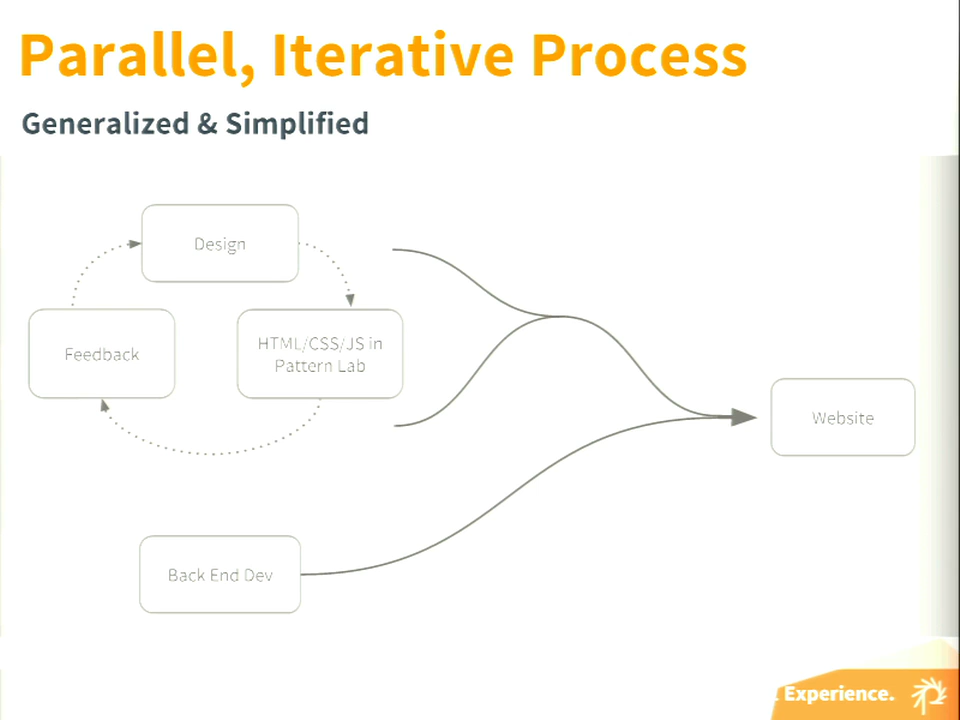 Parallel, Iterative Process
Generalized & Simplified
Design
Feedback
HTML/CSS/JS in
Pattern Lab
Website
Back End Dev
. Experience.